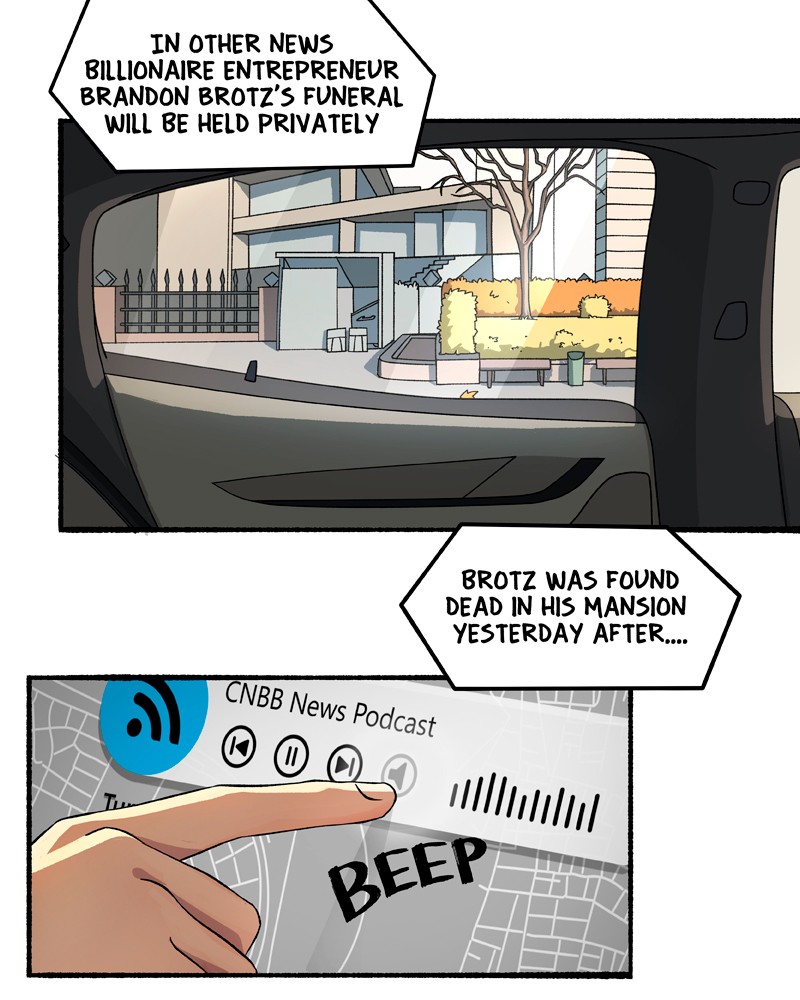 IN OTHER NEWS
BILLIONAIRE ENTREPRENEUR
BRANDON BROTZ'S FUNERAL
WILL BE HELD PRIVATELY
BROTZ WAS FOUND
DEAD IN HIS MANSION
YESTERDAY AFTER....
CNBB News Podcast
BEEP